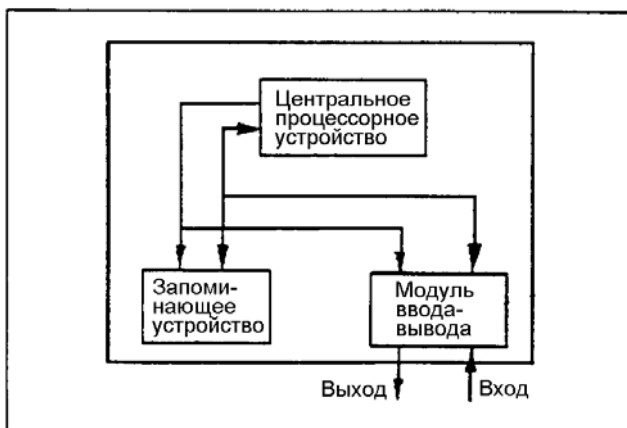 Центральное
процессорное
устройство
Запоми-
нающее
устройство
Модуль
ввода-
вывода
Выход
Вход